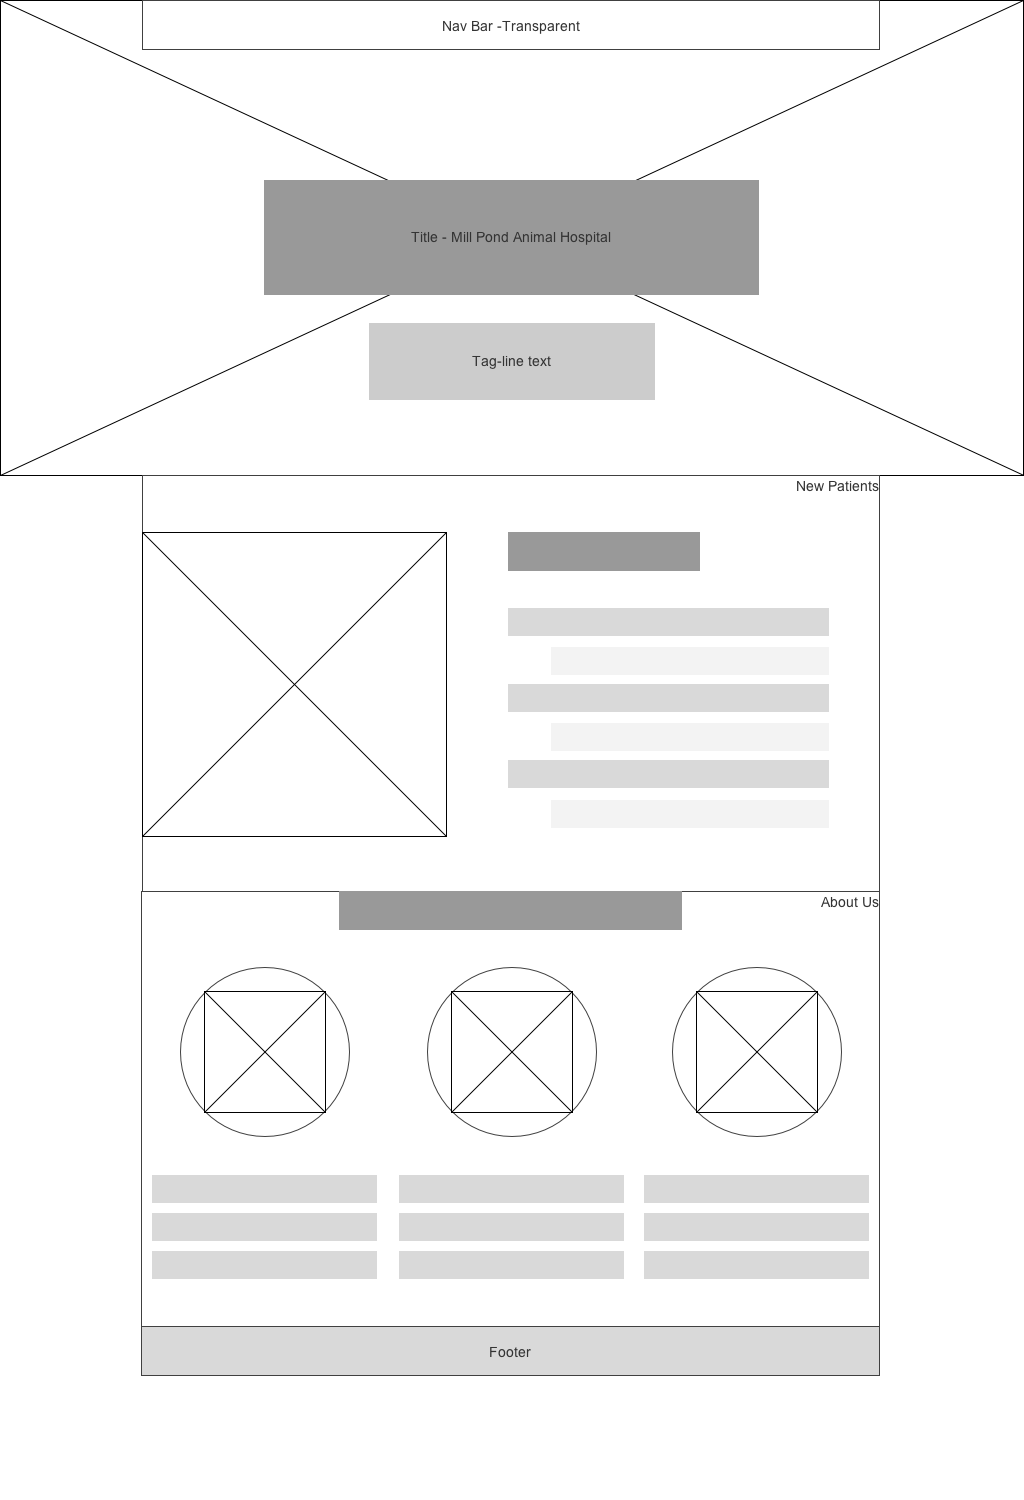 Nav Bar -Transparent
Title - Mill Pond Animal Hospital
Tag-line text
New Patients
About Us
Footer